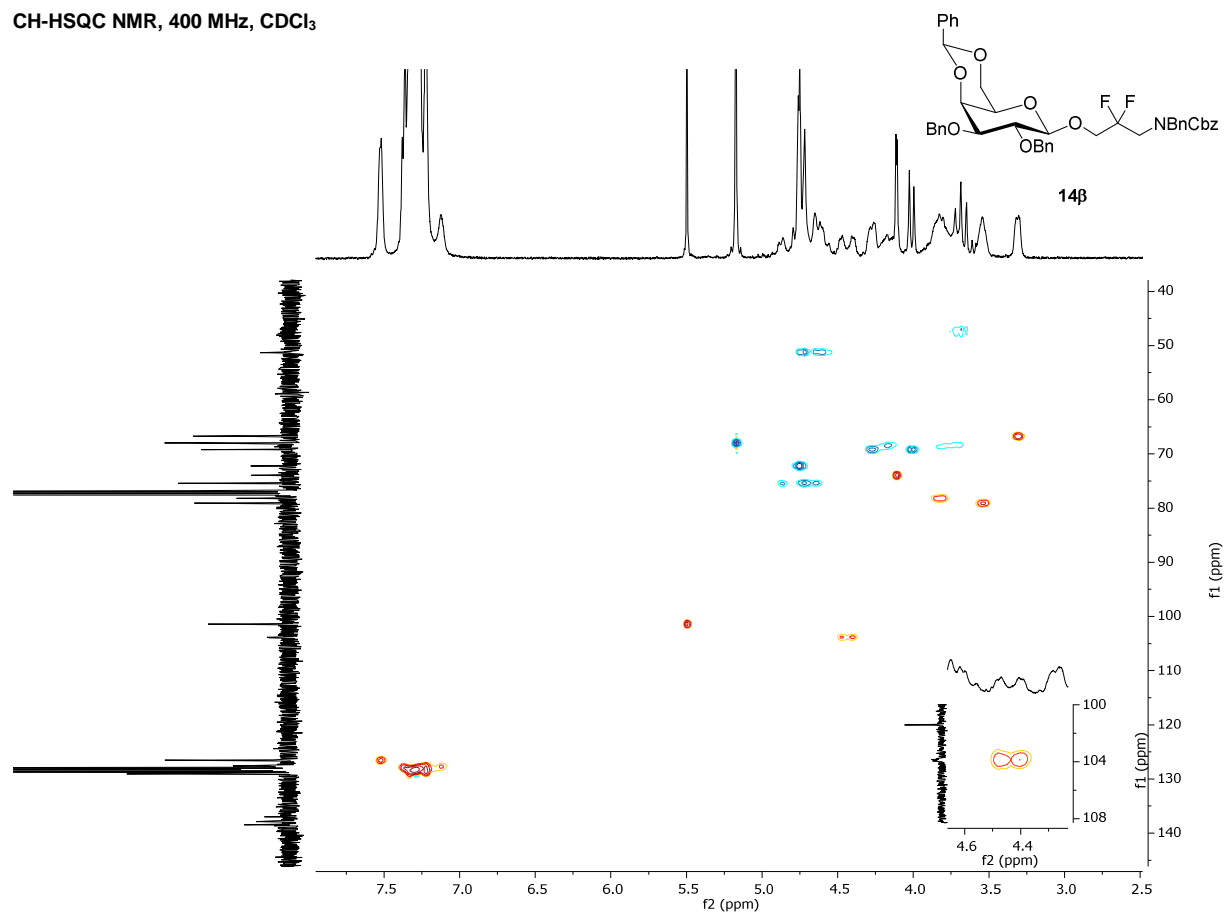 CH-HSQC NMR, 400 MHz, CDCl₃
Ph
O
O
O
F F
BnO
O
NBnCbz
OBn
14β
40
50
60
70
80
90
100
110
120
130
140
f1 (ppm)
100
104
108
f1 (ppm)
4.6 4.4
f2 (ppm)
7.5 7.0 6.5 6.0 5.5 5.0 4.5 4.0 3.5 3.0 2.5
f2 (ppm)